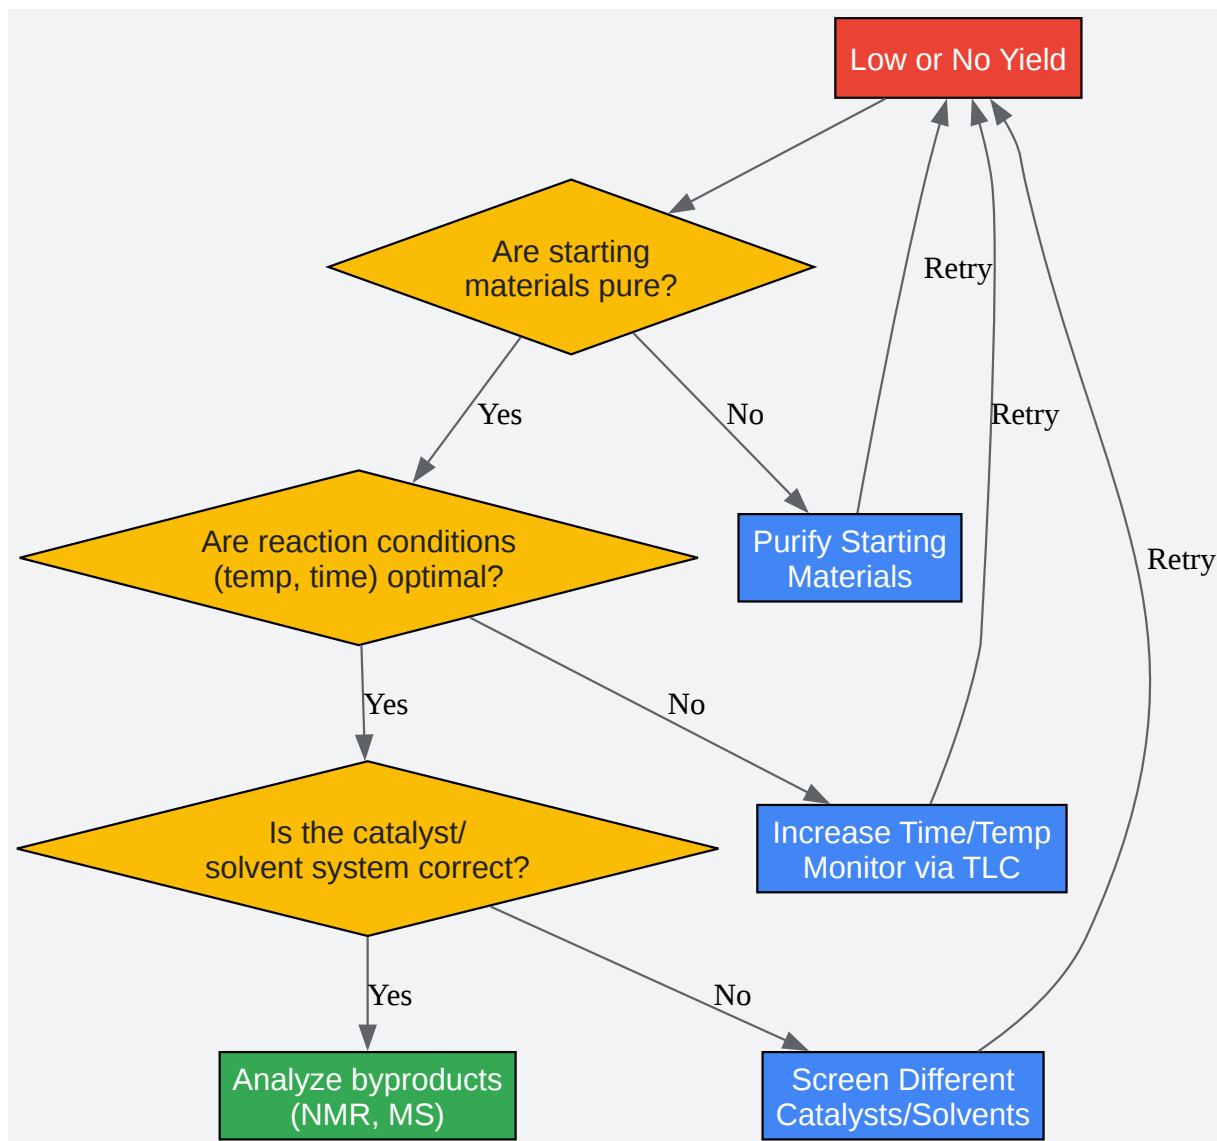 Low or No Yield
Are starting
materials pure?
Retry
Yes
No
Retry
Are reaction conditions
(temp, time) optimal?
Purify Starting
Materials
Retry
Yes
No
Is the catalyst/
solvent system correct?
Increase Time/Temp
Monitor via TLC
Yes
No
Analyze byproducts
(NMR, MS)
Screen Different
Catalysts/Solvents